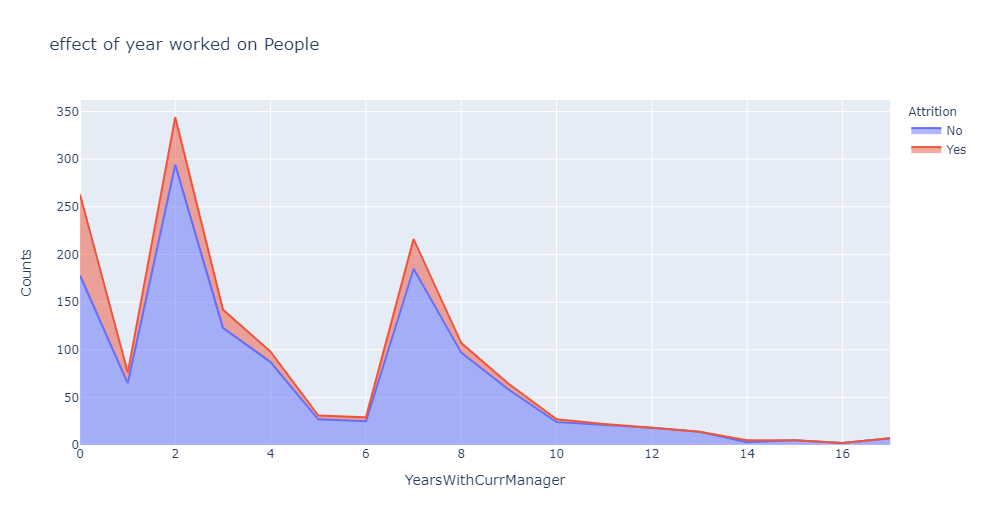 effect of year worked on People
Attrition
No
Yes
350
300
250
200
150
100
50
0
Counts
0 2 4 6 8 10 12 14 16
YearsWithCurrManager